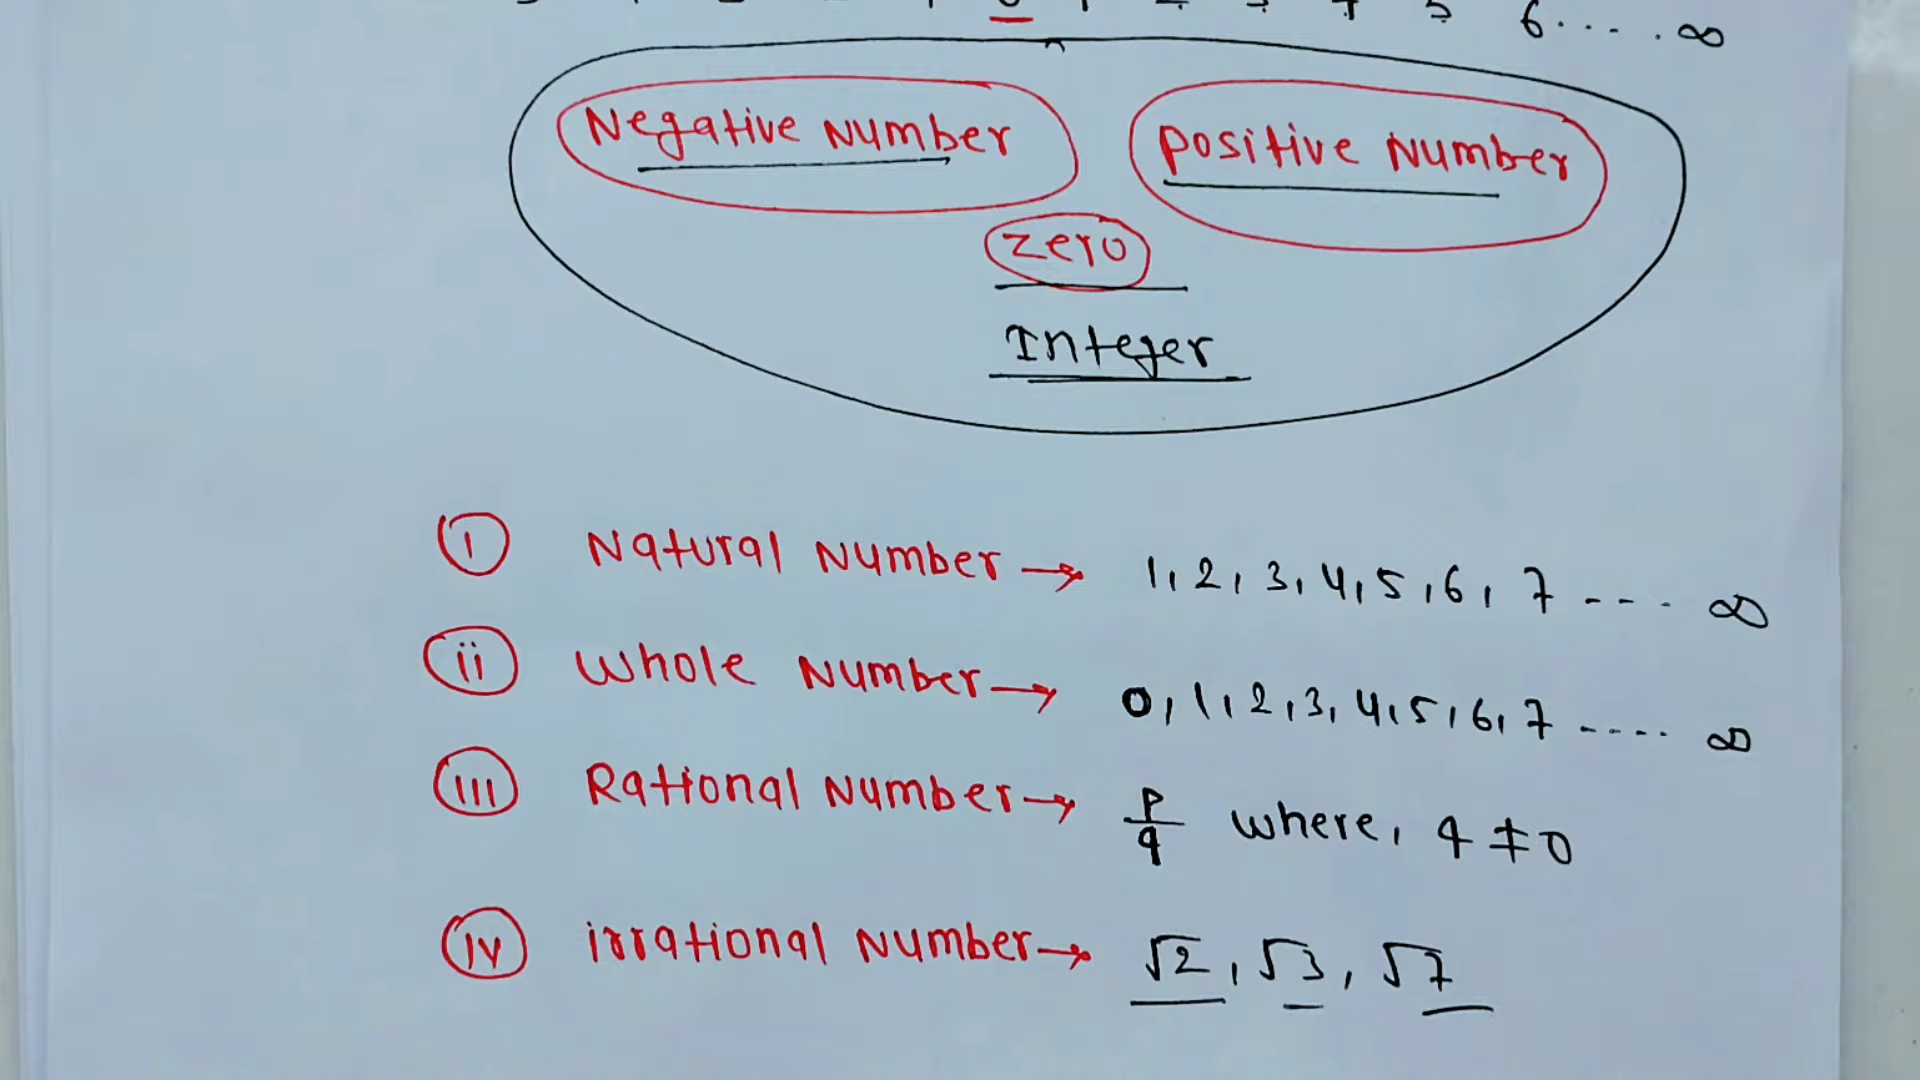 6 .... ∞
Negative Number Positive Number
Zero
Integer
(i) Natural Number → 1, 2, 3, 4, 5, 6, 7 ---- ∞
(ii) Whole Number → 0, 1, 2, 3, 4, 5, 6, 7 ---- ∞
(iii) Rational Number → p/q where, q ≠ 0
(iv) irrational Number → √2, √3, √7